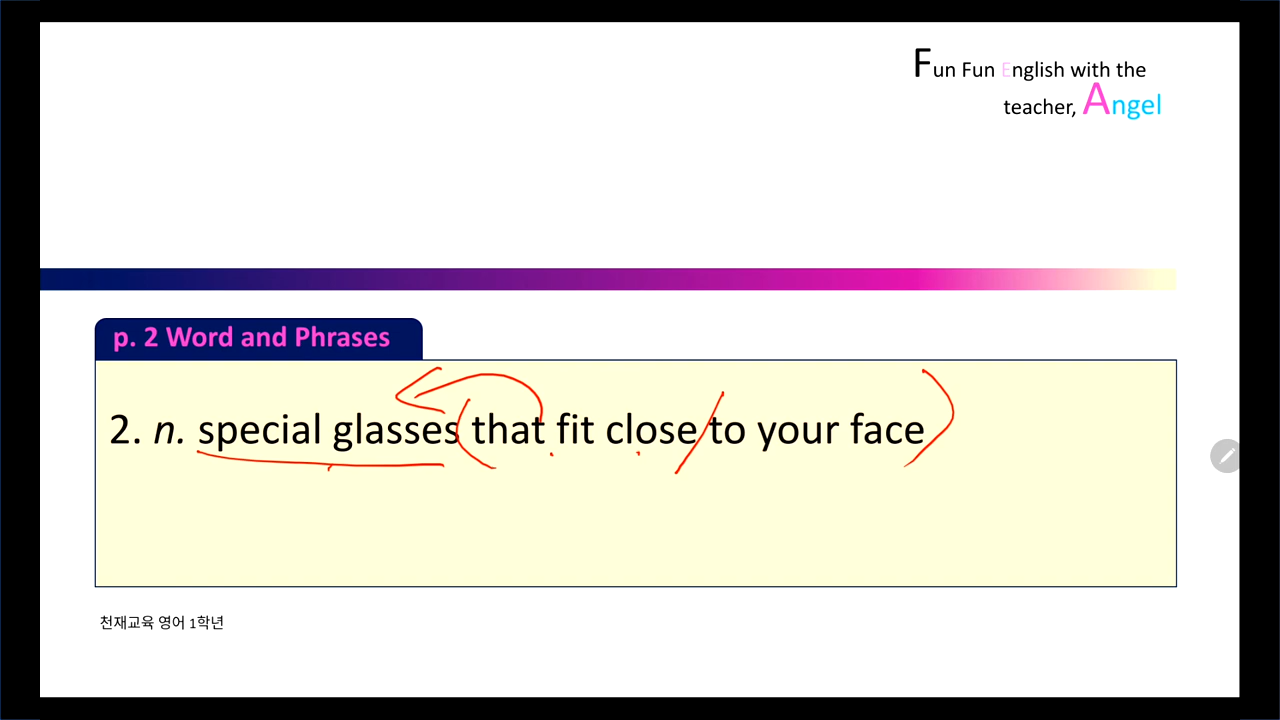 Fun Fun English with the
teacher, Angel
p. 2 Word and Phrases
2. n. special glasses that fit close to your face
천재교육 영어 1학년